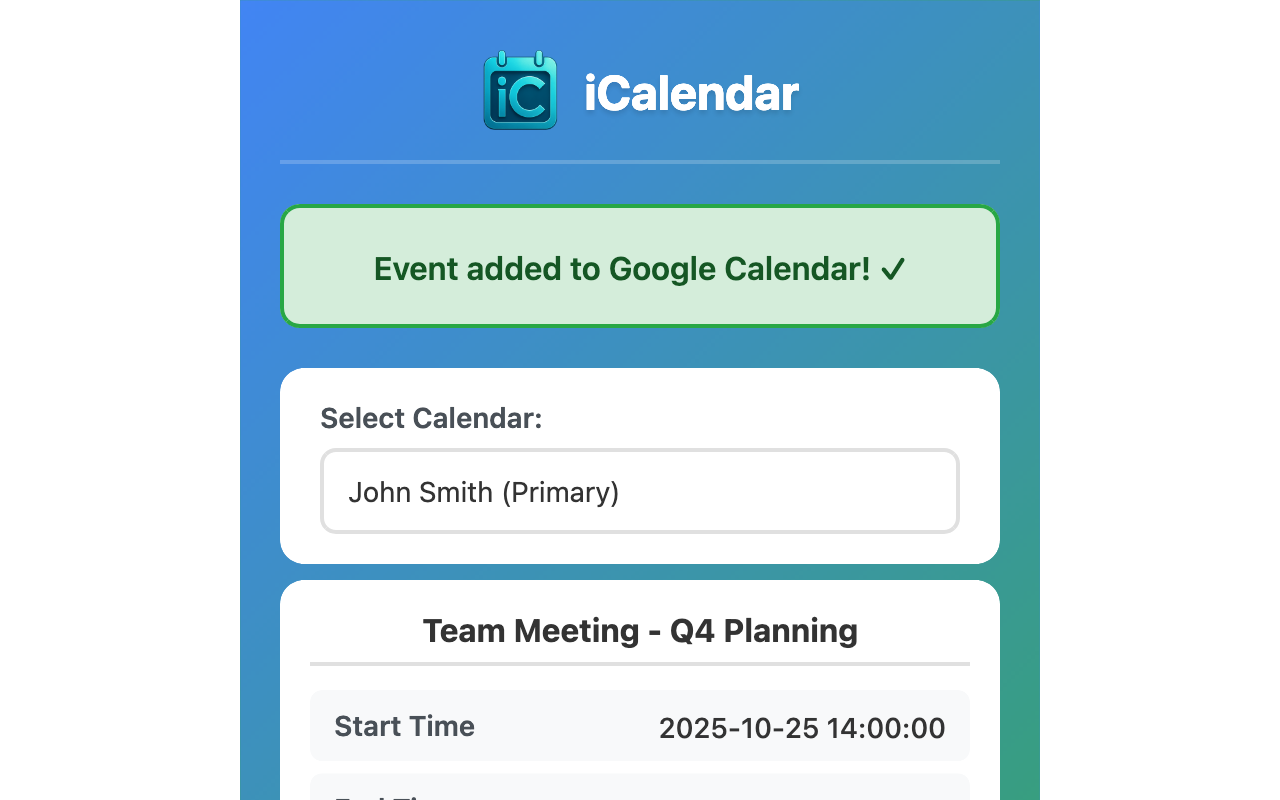 iC
iCalendar
Event added to Google Calendar! ✓
Select Calendar:
John Smith (Primary)
Team Meeting - Q4 Planning
Start Time
2025-10-25 14:00:00